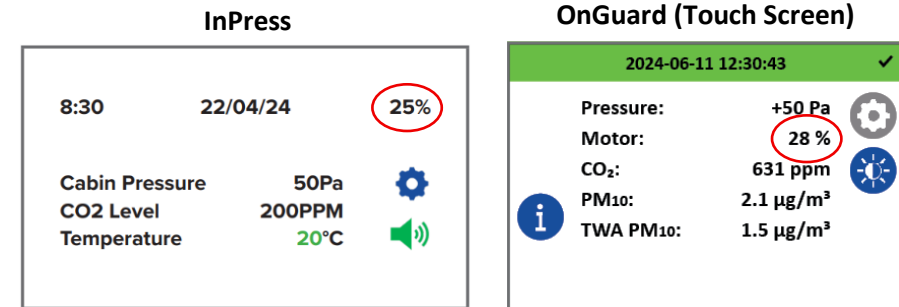 InPress
8:30 22/04/24 25%
Cabin Pressure 50Pa
CO2 Level 200PPM
Temperature 20°C
OnGuard (Touch Screen)
2024-06-11 12:30:43
Pressure: +50 Pa
Motor: 28 %
CO₂: 631 ppm
PM₁₀: 2.1 µg/m³
TWA PM₁₀: 1.5 µg/m³
i